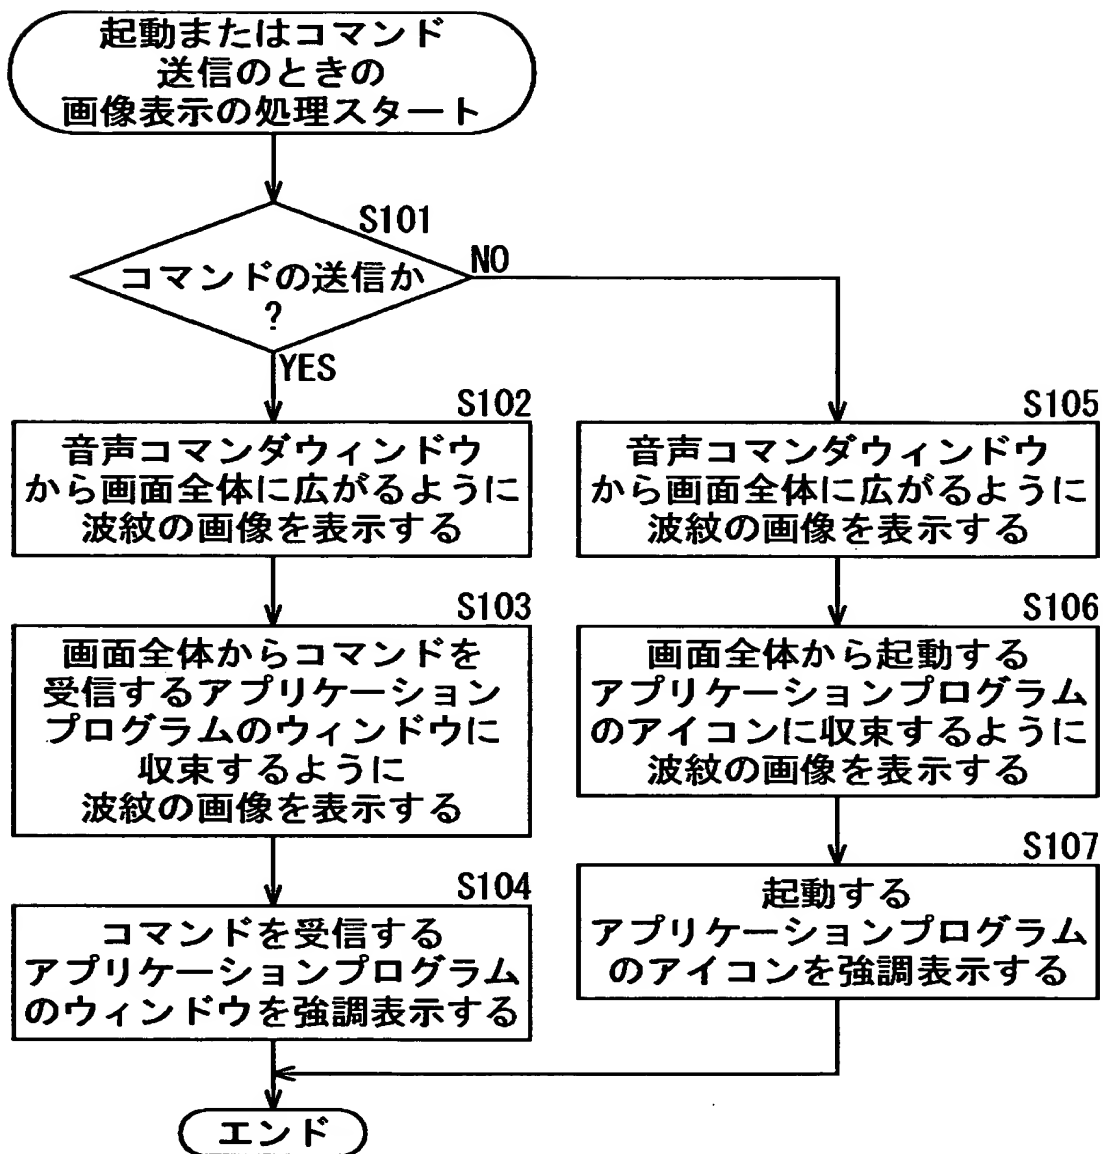 起動またはコマンド
送信のときの
画像表示の処理スタート
S101
コマンドの送信か
?
NO
YES
S102
音声コマンダウィンドウ
から画面全体に広がるように
波紋の画像を表示する
S103
画面全体からコマンドを
受信するアプリケーション
プログラムのウィンドウに
収束するように
波紋の画像を表示する
S104
コマンドを受信する
アプリケーションプログラム
のウィンドウを強調表示する
S105
音声コマンダウィンドウ
から画面全体に広がるように
波紋の画像を表示する
S106
画面全体から起動する
アプリケーションプログラム
のアイコンに収束するように
波紋の画像を表示する
S107
起動する
アプリケーションプログラム
のアイコンを強調表示する
エンド